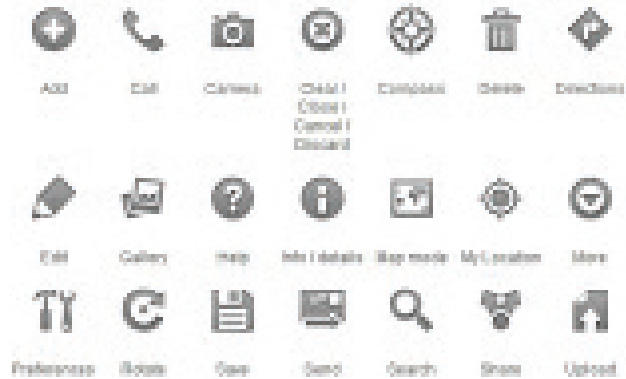 Add
Call
Camera
Clear /
Close /
Cancel /
Discard
Compass
Delete
Directions
Edit
Gallery
Help
Info / details
Map mode
My Location
More
Preferences
Rotate
Save
Send
Search
Share
Upload